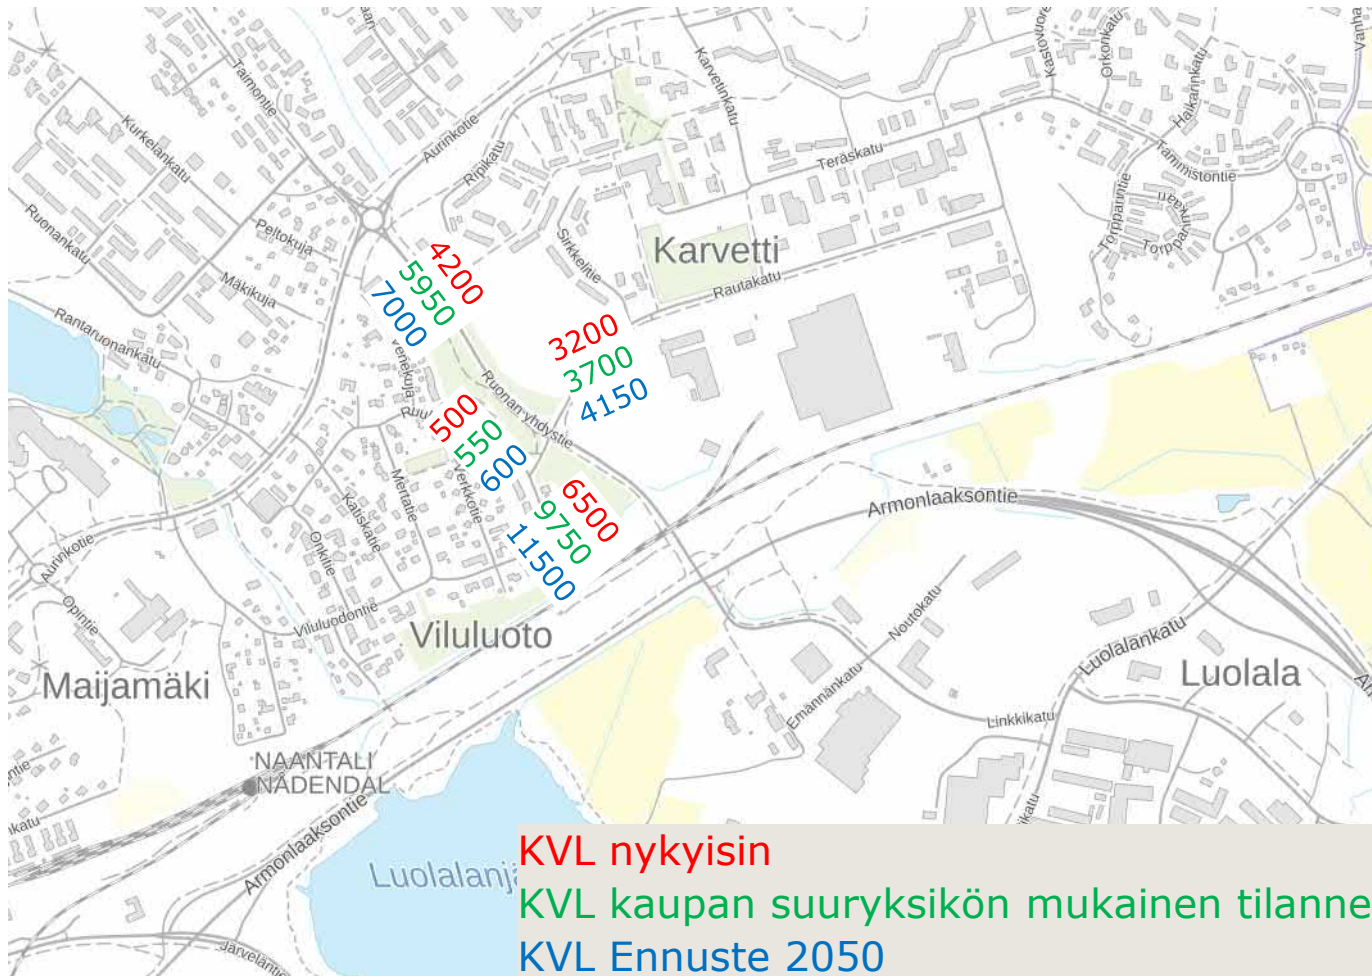 Taimontie
Kurkelankatu
Ruonankatu
Peltokuja
Mäkikuja
Rantaruonankatu
Aurinkotie
Ripikatu
Sirkkelitie
Karvetinkatu
Teräskatu
Karvetti
Rautakatu
Orkonkatu
Haikarinkatu
Tammistontie
Torpparintie
4200
5950
7000
3200
3700
4150
Ruonan yhdystie
500
550
600
6500
9750
11500
Mertatie
Verkkotie
Katiskatie
Onkitie
Aurinkotie
Opintie
Viluluodontie
Viluluoto
Maijamäki
Armonlaaksontie
Noutokatu
Emännänkatu
Luolalankatu
Luolala
Linkkikatu
NAANTALI
NÅDENDAL
Armonlaaksontie
KVL nykyisin
KVL kaupan suuryksikön mukainen tilanne
KVL Ennuste 2050